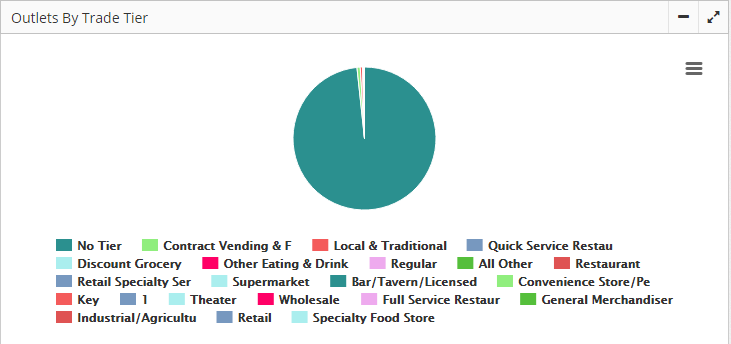 Outlets By Trade Tier
No Tier Contract Vending & F Local & Traditional Quick Service Restau
Discount Grocery Other Eating & Drink Regular All Other Restaurant
Retail Specialty Ser Supermarket Bar/Tavern/Licensed Convenience Store/Pe
Key 1 Theater Wholesale Full Service Restaur General Merchandiser
Industrial/Agricultu Retail Specialty Food Store